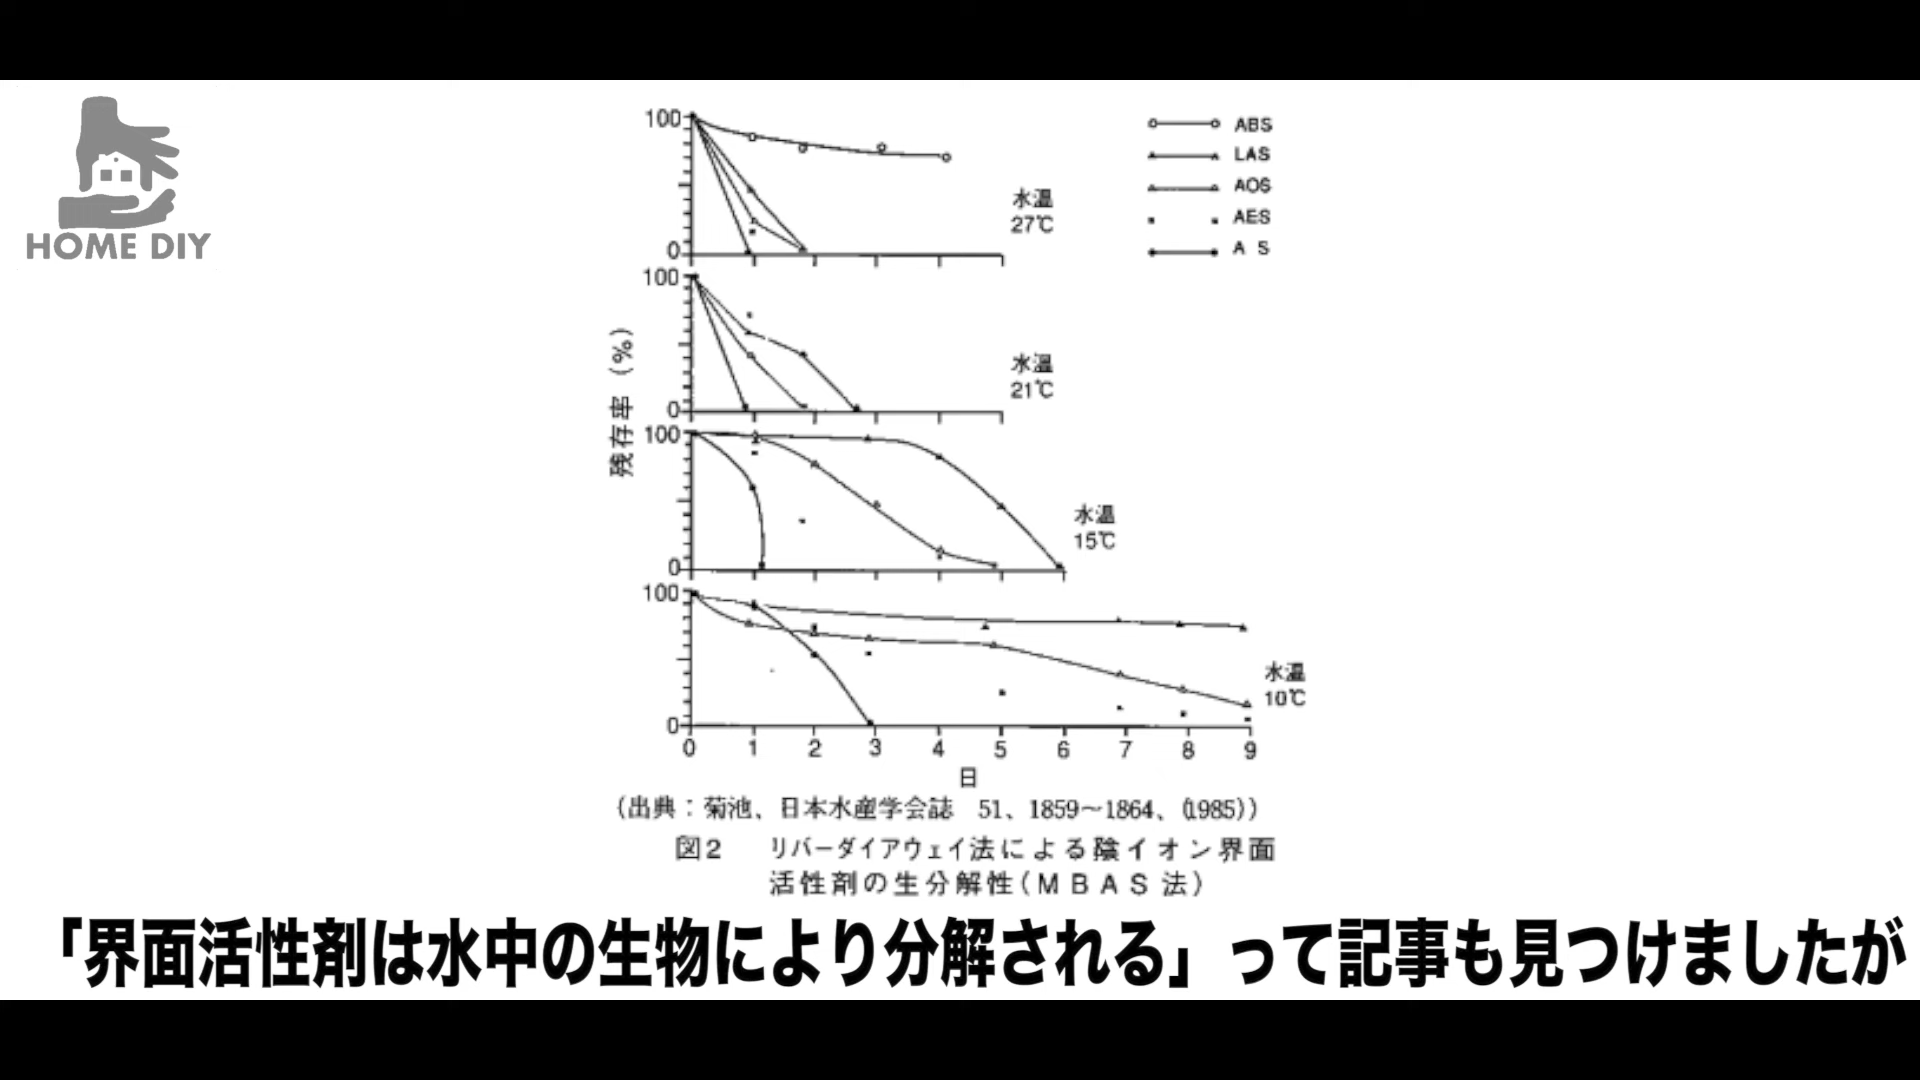 HOME DIY
100
0
ABS
LAS
AOS
AES
A S
水温
27℃
100
0
水温
21℃
残存率 (%)
100
0
水温
15℃
100
0
水温
10℃
0 1 2 3 4 5 6 7 8 9
日
(出典：菊池、日本水産学会誌 51、1859～1864、(1985))
図2 リバーダイアウェイ法による陰イオン界面
活性剤の生分解性(MBAS法)
「界面活性剤は水中の生物により分解される」って記事も見つけましたが